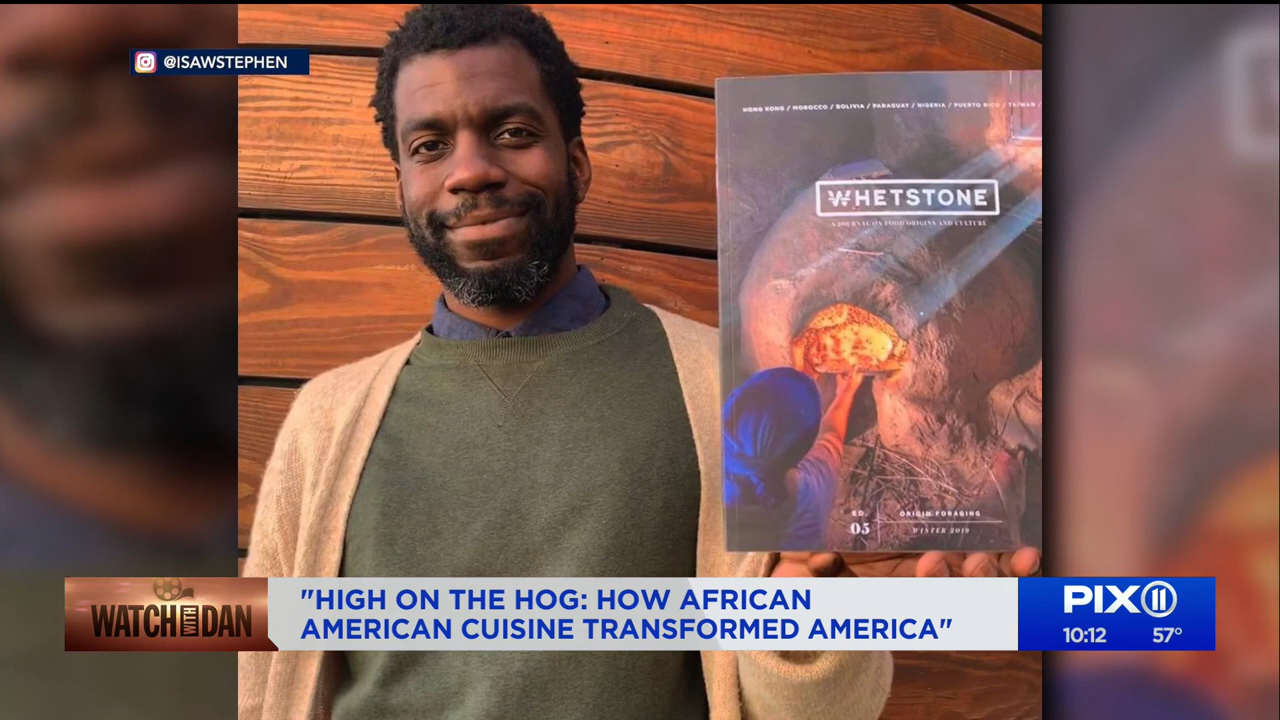 @ISAWSTEPHEN
HONG KONG / MOROCCO / BOLIVIA / PARAGUAY / NIGERIA / PUERTO RICO / TAIWAN /
WHETSTONE
A JOURNAL ON FOOD ORIGINS AND CULTURE
ED.
05
ORIGIN FORAGING
WINTER 2019
WATCH WITH DAN
"HIGH ON THE HOG: HOW AFRICAN
AMERICAN CUISINE TRANSFORMED AMERICA"
PIX11
10:12 57°